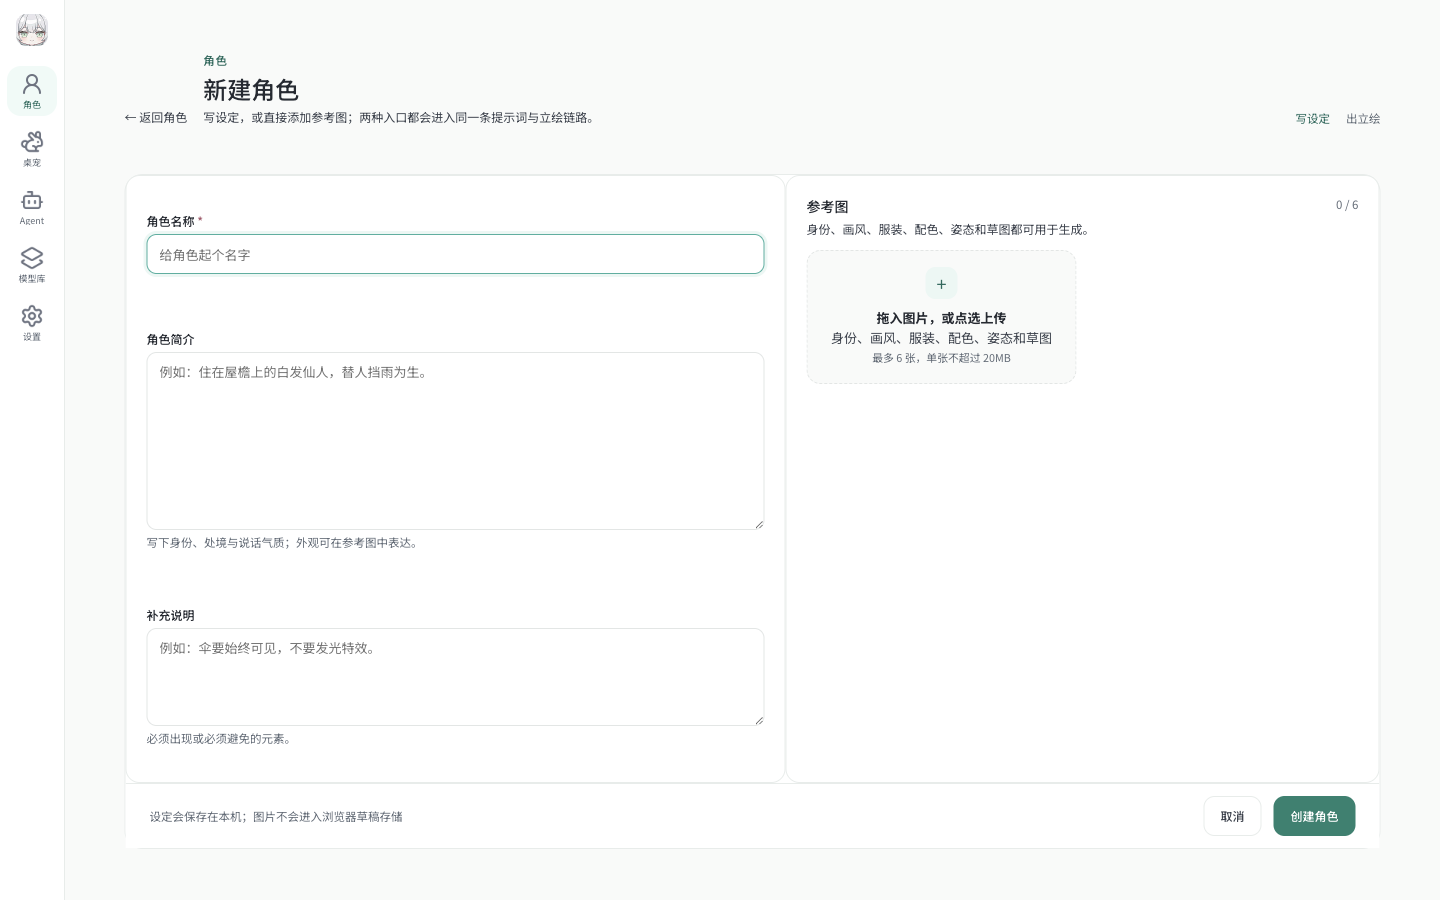 角色
桌宠
Agent
模型库
设置
角色
新建角色
← 返回角色
写设定，或直接添加参考图；两种入口都会进入同一条提示词与立绘链路。
写设定
出立绘
角色名称 *
给角色起个名字
角色简介
例如：住在屋檐上的白发仙人，替人挡雨为生。
写下身份、处境与说话气质；外观可在参考图中表达。
补充说明
例如：伞要始终可见，不要发光特效。
必须出现或必须避免的元素。
参考图
0 / 6
身份、画风、服装、配色、姿态和草图都可用于生成。
+
拖入图片，或点选上传
身份、画风、服装、配色、姿态和草图
最多 6 张，单张不超过 20MB
设定会保存在本机；图片不会进入浏览器草稿存储
取消
创建角色